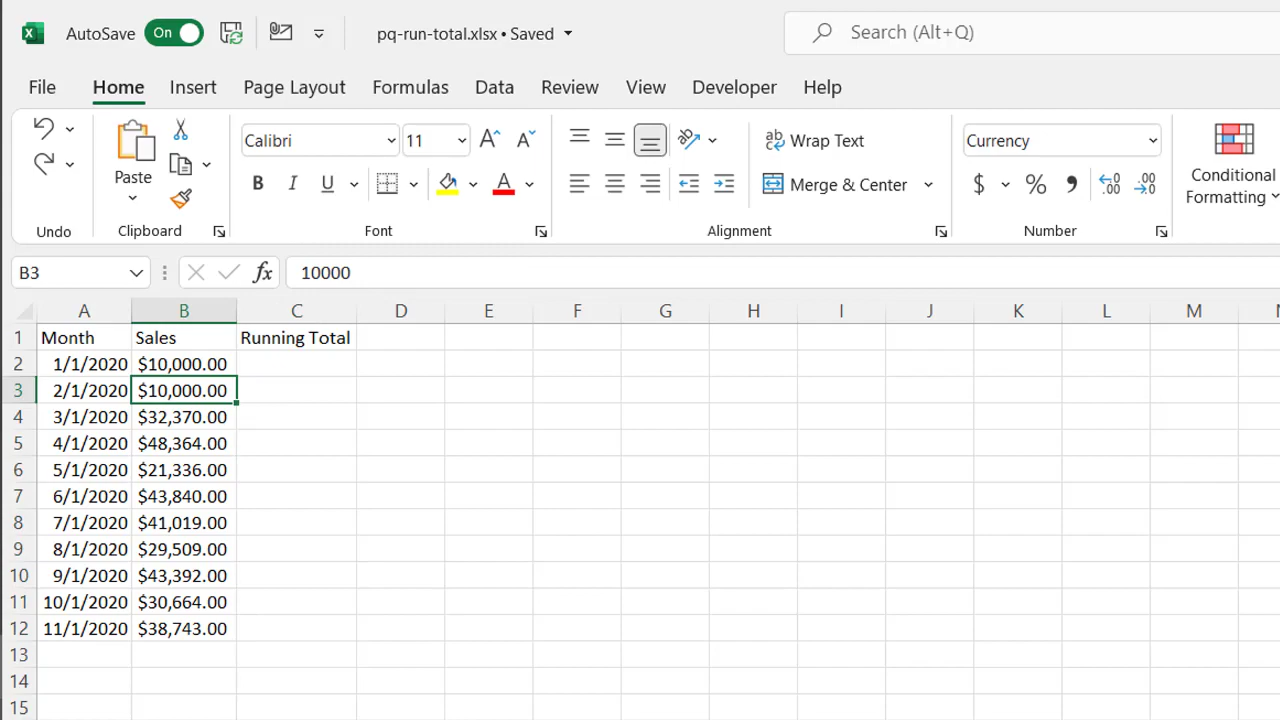 AutoSave On pq-run-total.xlsx • Saved Search (Alt+Q)
File Home Insert Page Layout Formulas Data Review View Developer Help
Calibri 11 A A ab Wrap Text Currency
Paste B I U A Merge & Center $ % 9 .00 .00 Conditional
Formatting
Undo Clipboard Font Alignment Number
B3 fx 10000
A B C D E F G H I J K L M
1 Month Sales Running Total
2 1/1/2020 $10,000.00
3 2/1/2020 $10,000.00
4 3/1/2020 $32,370.00
5 4/1/2020 $48,364.00
6 5/1/2020 $21,336.00
7 6/1/2020 $43,840.00
8 7/1/2020 $41,019.00
9 8/1/2020 $29,509.00
10 9/1/2020 $43,392.00
11 10/1/2020 $30,664.00
12 11/1/2020 $38,743.00
13
14
15